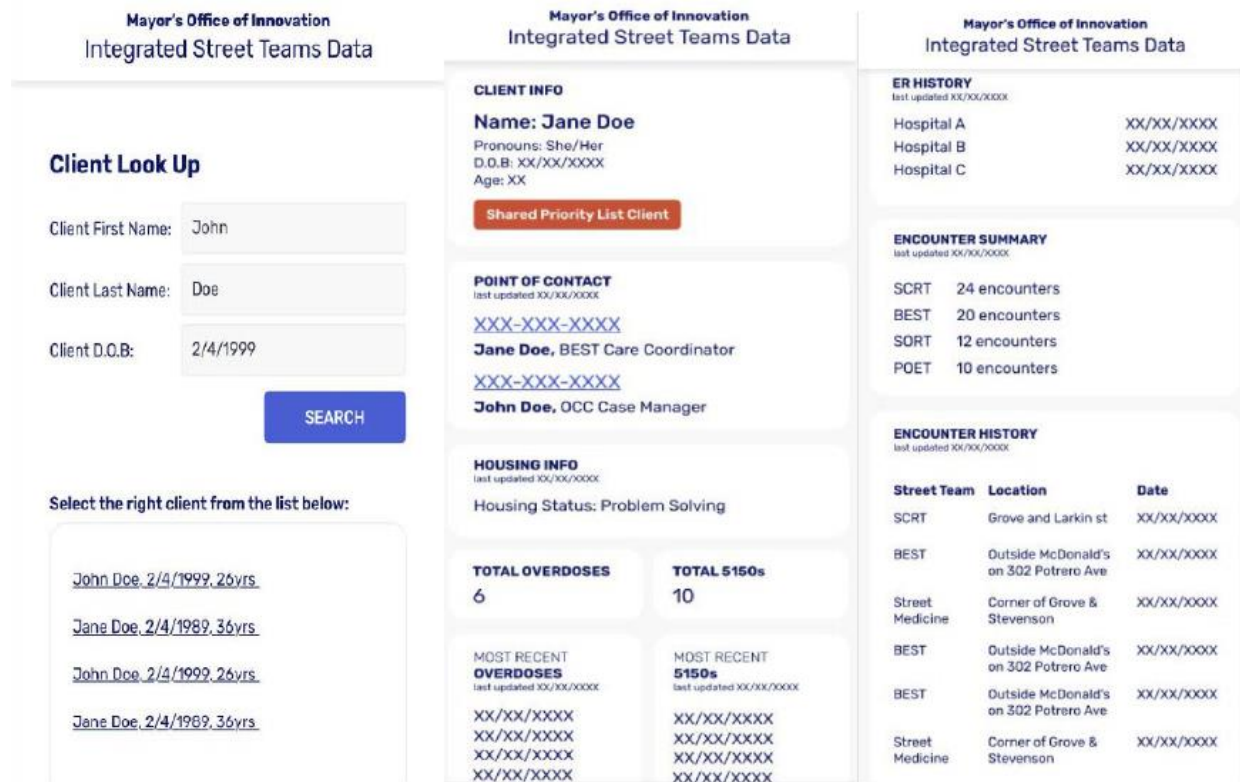 Mayor's Office of Innovation
Integrated Street Teams Data
Client Look Up
Client First Name: John
Client Last Name: Doe
Client D.O.B: 2/4/1999
SEARCH
Select the right client from the list below:
John Doe, 2/4/1999, 26yrs
Jane Doe, 2/4/1989, 36yrs
John Doe, 2/4/1999, 26yrs
Jane Doe, 2/4/1989, 36yrs
Mayor's Office of Innovation
Integrated Street Teams Data
CLIENT INFO
Name: Jane Doe
Pronouns: She/Her
D.O.B: XX/XX/XXXX
Age: XX
Shared Priority List Client
POINT OF CONTACT
last updated XX/XX/XXXX
XXX-XXX-XXXX
Jane Doe, BEST Care Coordinator
XXX-XXX-XXXX
John Doe, OCC Case Manager
HOUSING INFO
last updated XX/XX/XXXX
Housing Status: Problem Solving
TOTAL OVERDOSES
6
TOTAL 5150s
10
MOST RECENT
OVERDOSES
last updated XX/XX/XXXX
XX/XX/XXXX
XX/XX/XXXX
XX/XX/XXXX
XX/XX/XXXX
MOST RECENT
5150s
last updated XX/XX/XXXX
XX/XX/XXXX
XX/XX/XXXX
XX/XX/XXXX
XX/XX/XXXX
Mayor's Office of Innovation
Integrated Street Teams Data
ER HISTORY
last updated XX/XX/XXXX
Hospital A XX/XX/XXXX
Hospital B XX/XX/XXXX
Hospital C XX/XX/XXXX
ENCOUNTER SUMMARY
last updated XX/XX/XXXX
SCRT 24 encounters
BEST 20 encounters
SORT 12 encounters
POET 10 encounters
ENCOUNTER HISTORY
last updated XX/XX/XXXX
Street Team Location Date
SCRT Grove and Larkin st XX/XX/XXXX
BEST Outside McDonald's XX/XX/XXXX
on 302 Potrero Ave
Street Corner of Grove & XX/XX/XXXX
Medicine Stevenson
BEST Outside McDonald's XX/XX/XXXX
on 302 Potrero Ave
BEST Outside McDonald's XX/XX/XXXX
on 302 Potrero Ave
Street Corner of Grove & XX/XX/XXXX
Medicine Stevenson